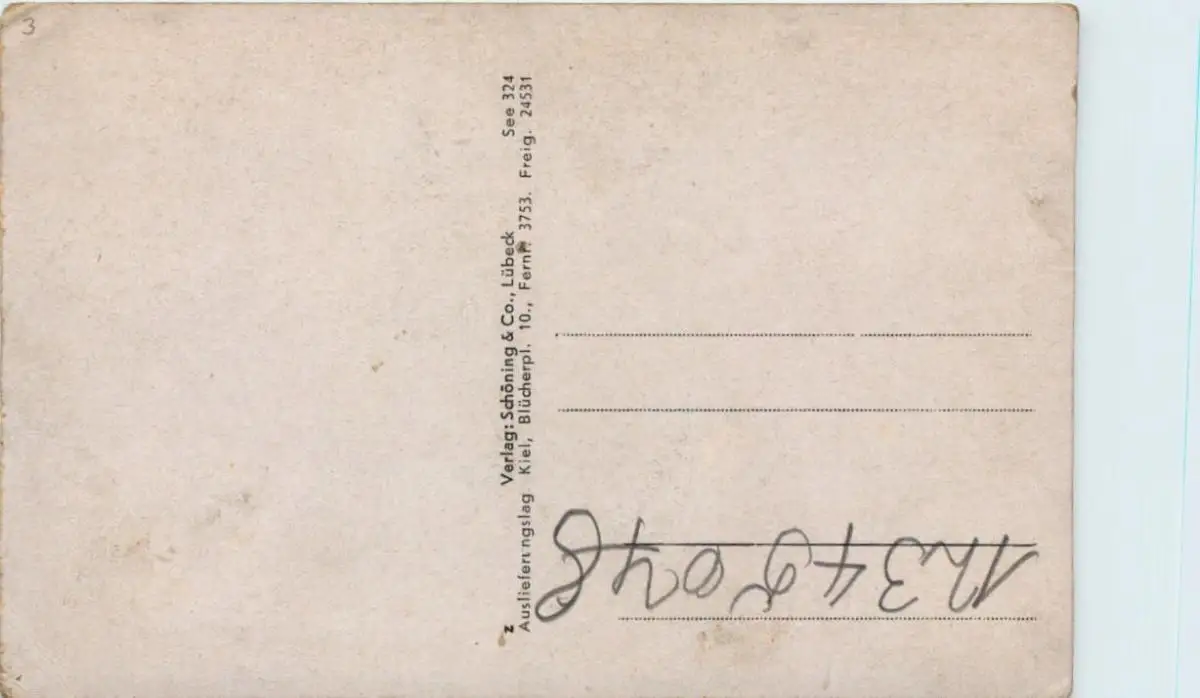 3
Z Verlag: Schöning & Co., Lübeck See 324
Auslieferungslag Kiel, Blücherpl. 10., Fernr. 3753. Freig. 24531